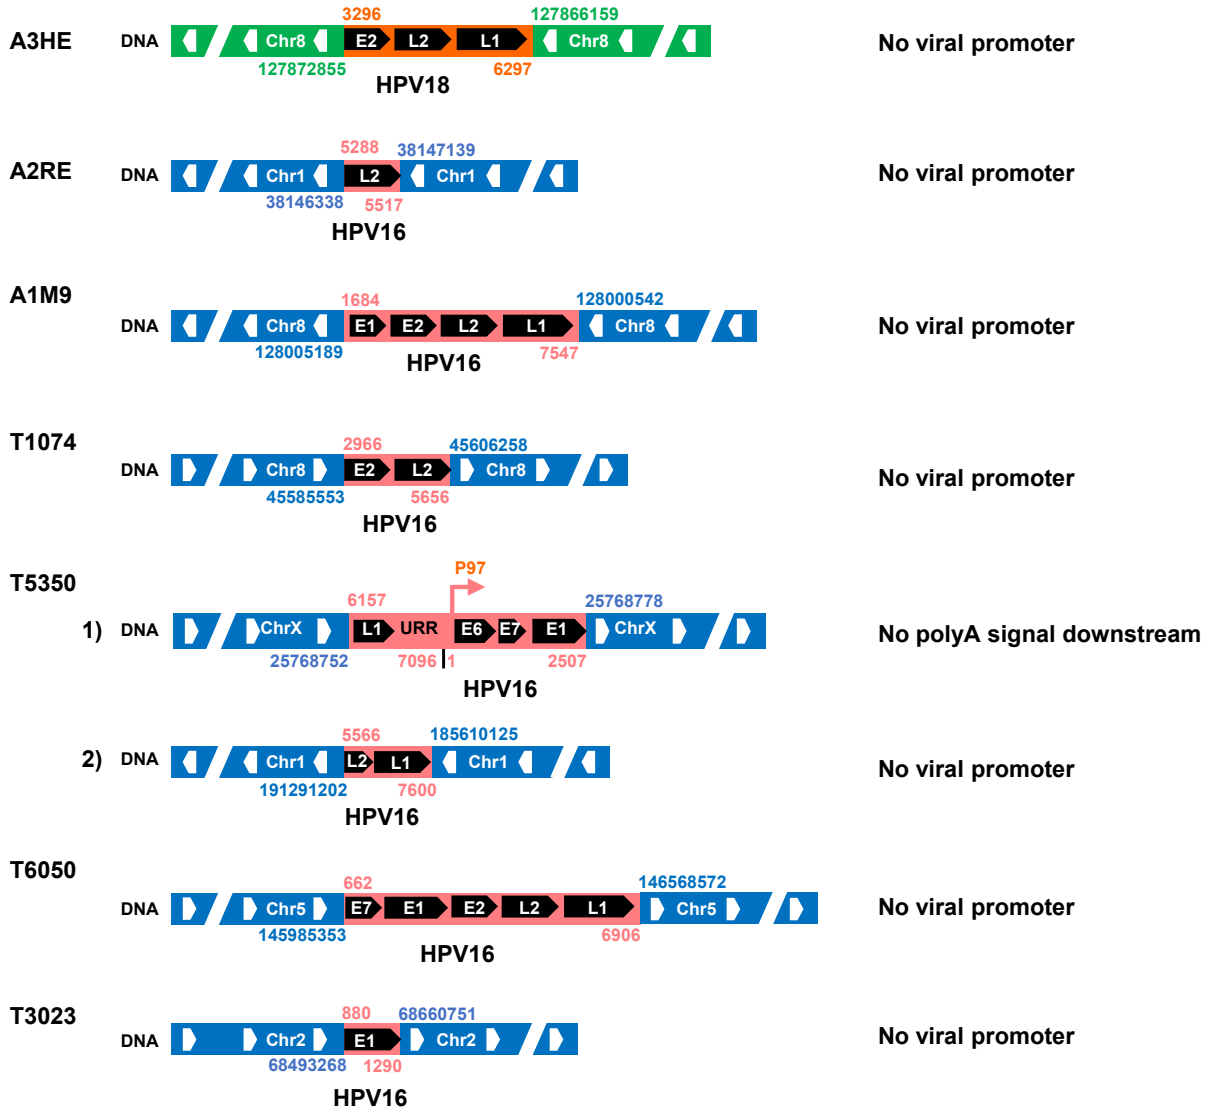 3296 127866159
A3HE DNA Chr8 E2 L2 L1 Chr8 No viral promoter
127872855 6297
HPV18
5288 38147139
A2RE DNA Chr1 L2 Chr1 No viral promoter
38146338 5517
HPV16
A1M9
1684 128000542
DNA Chr8 E1 E2 L2 L1 Chr8 No viral promoter
128005189 7547
HPV16
T1074
2966 45606258
DNA Chr8 E2 L2 Chr8 No viral promoter
45585553 5656
HPV16
T5350
P97
6157 25768778
1) DNA ChrX L1 URR E6 E7 E1 ChrX No polyA signal downstream
25768752 7096 1 2507
HPV16
5566 185610125
2) DNA Chr1 L2 L1 Chr1 No viral promoter
191291202 7600
HPV16
T6050
662 146568572
DNA Chr5 E7 E1 E2 L2 L1 Chr5 No viral promoter
145985353 6906
HPV16
T3023
880 68660751
DNA Chr2 E1 Chr2 No viral promoter
68493268 1290
HPV16